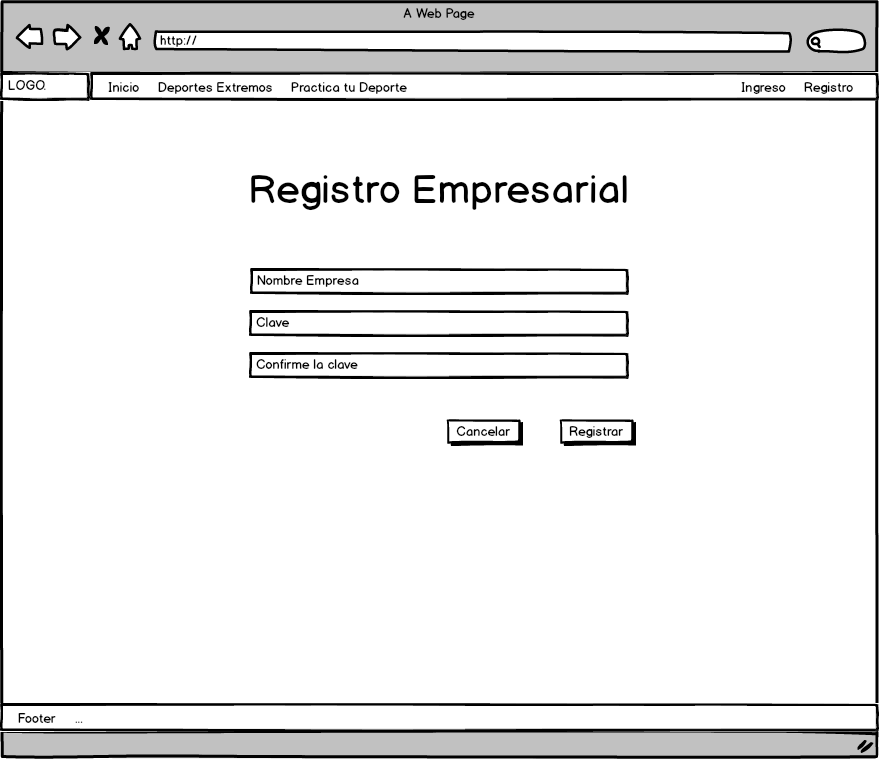 A Web Page
http://
LOGO.
Inicio Deportes Extremos Practica tu Deporte Ingreso Registro
Registro Empresarial
Nombre Empresa
Clave
Confirme la clave
Cancelar Registrar
Footer ...